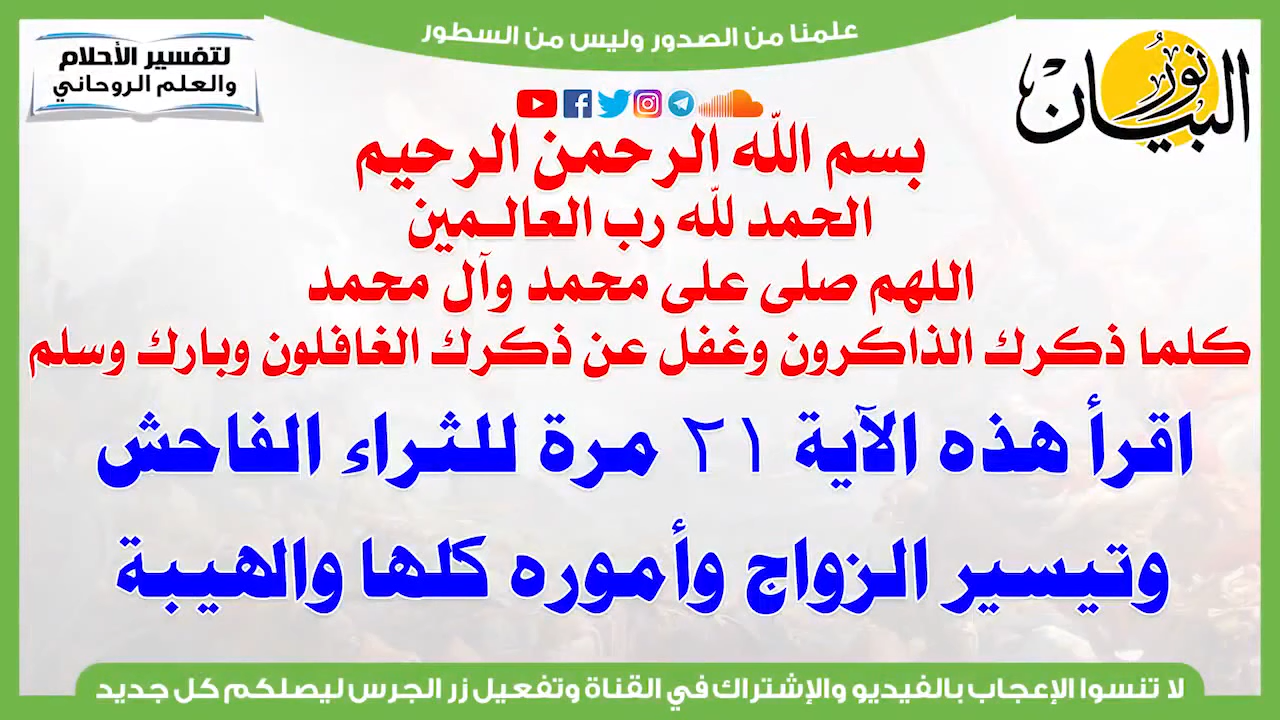 علمنا من الصدور وليس من السطور
نور البيان
لتفسير الأحلام
والعلم الروحاني
بسم الله الرحمن الرحيم
الحمد لله رب العالـمين
اللهم صلى على محمد وآل محمد
كلما ذكرك الذاكرون وغفل عن ذكرك الغافلون وبارك وسلم
اقرأ هذه الآية ٢١ مرة للثراء الفاحش
وتيسير الزواج وأموره كلها والهيبة
لا تنسوا الإعجاب بالفيديو والإشتراك في القناة وتفعيل زر الجرس ليصلكم كل جديد